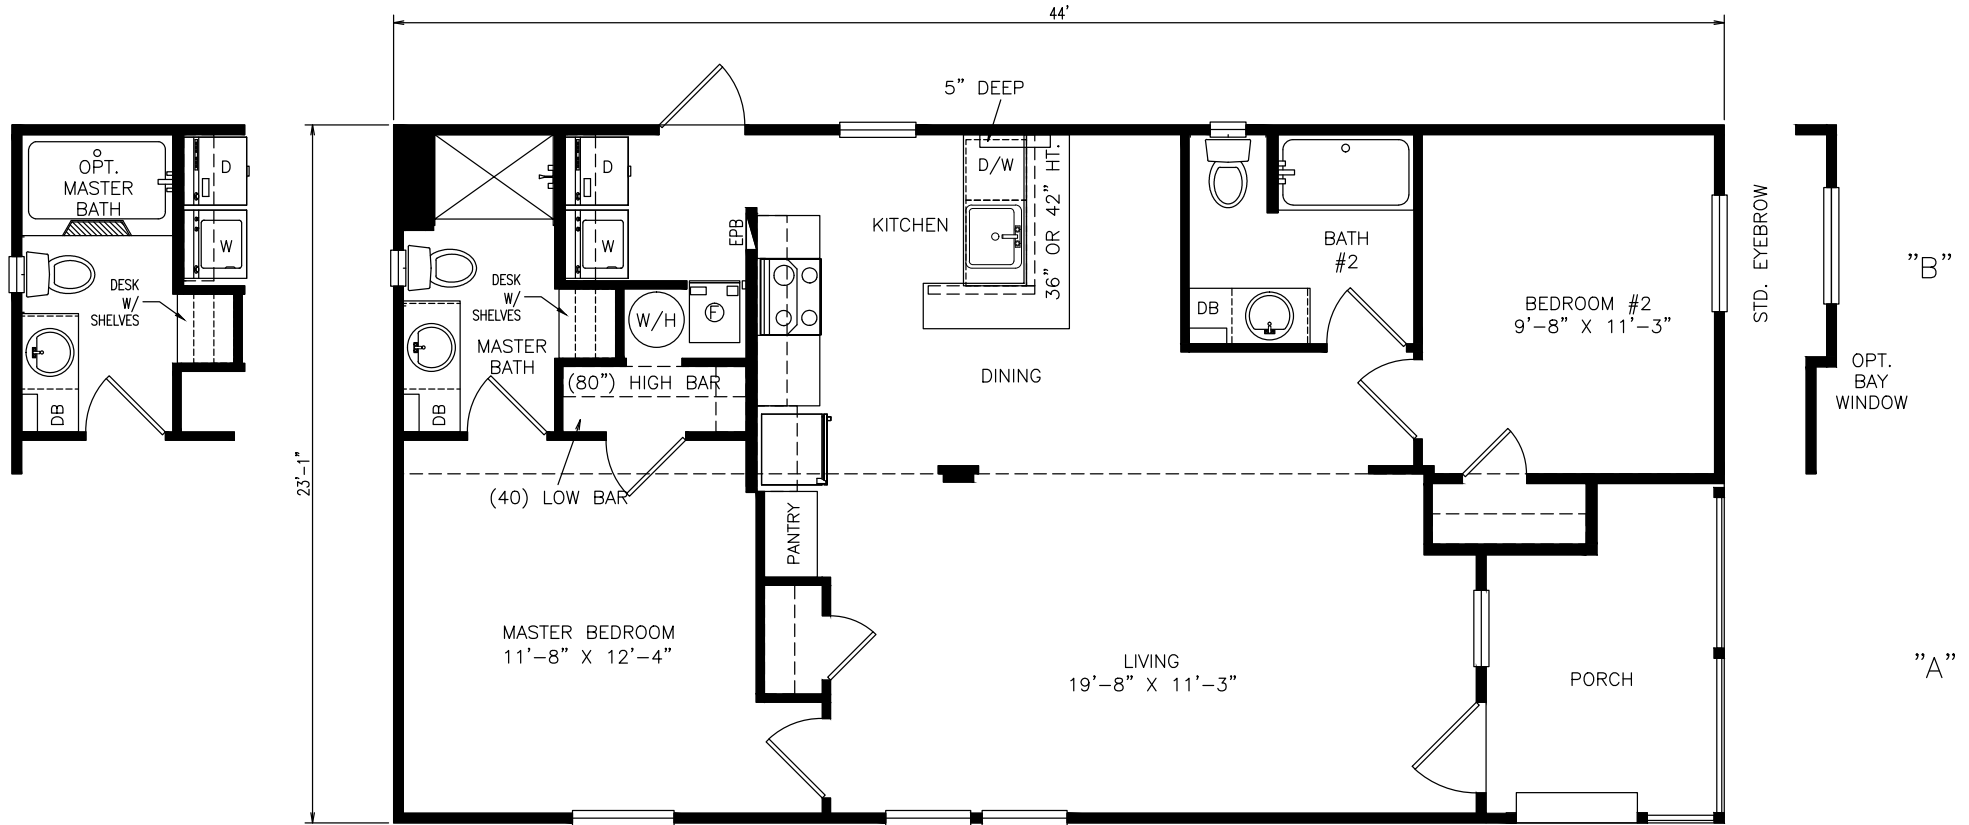 44'
5" DEEP
OPT.
MASTER
BATH
D
W
DESK
W/
SHELVES
DB
23'-1"
D
W
DESK
W/
SHELVES
MASTER
BATH
DB
W/H
F
EPB
(80") HIGH BAR
(40) LOW BAR
KITCHEN
D/W
36" OR 42" HT.
DINING
BATH
#2
DB
BEDROOM #2
9'-8" X 11'-3"
STD. EYEBROW
OPT.
BAY
WINDOW
"B"
PANTRY
MASTER BEDROOM
11'-8" X 12'-4"
LIVING
19'-8" X 11'-3"
PORCH
"A"